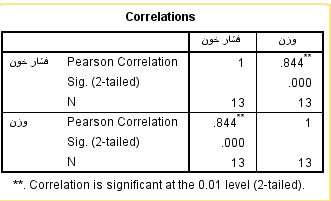 Correlations
فشار خون وزن
فشار خون Pearson Correlation 1 .844**
Sig. (2-tailed) .000
N 13 13
وزن Pearson Correlation .844** 1
Sig. (2-tailed) .000
N 13 13
**. Correlation is significant at the 0.01 level (2-tailed).